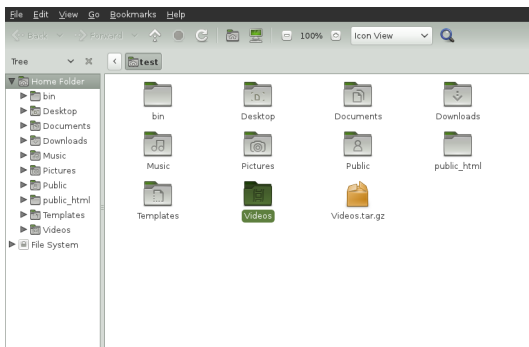 File Edit View Go Bookmarks Help
Back Forward 100% Icon View
Tree test
Home Folder
bin
Desktop
Documents
Downloads
Music
Pictures
Public
public_html
Templates
Videos
File System
bin Desktop Documents Downloads
Music Pictures Public public_html
Templates Videos Videos.tar.gz